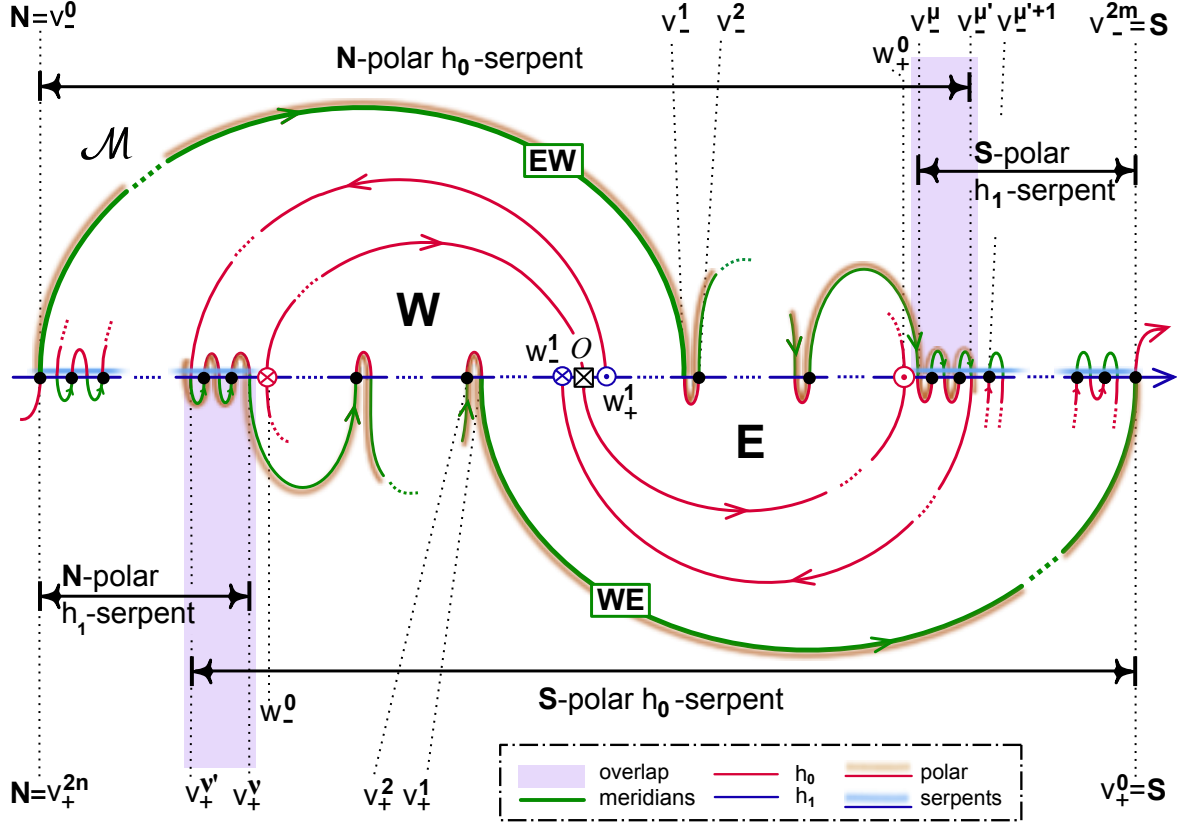 N=v₋⁰ v₋¹ v₋² v₋^μ v₋^μ' v₋^μ'+1 v₋^2m=S
w₊⁰
N-polar h₀-serpent
ℳ
EW
S-polar
h₁-serpent
W
w₋¹ O
w₊¹
E
N-polar
h₁-serpent
WE
S-polar h₀-serpent
w₋⁰
N=v₊^2n v₊^ν' v₊^ν v₊² v₊¹ v₊⁰=S
overlap h₀ polar
meridians h₁ serpents